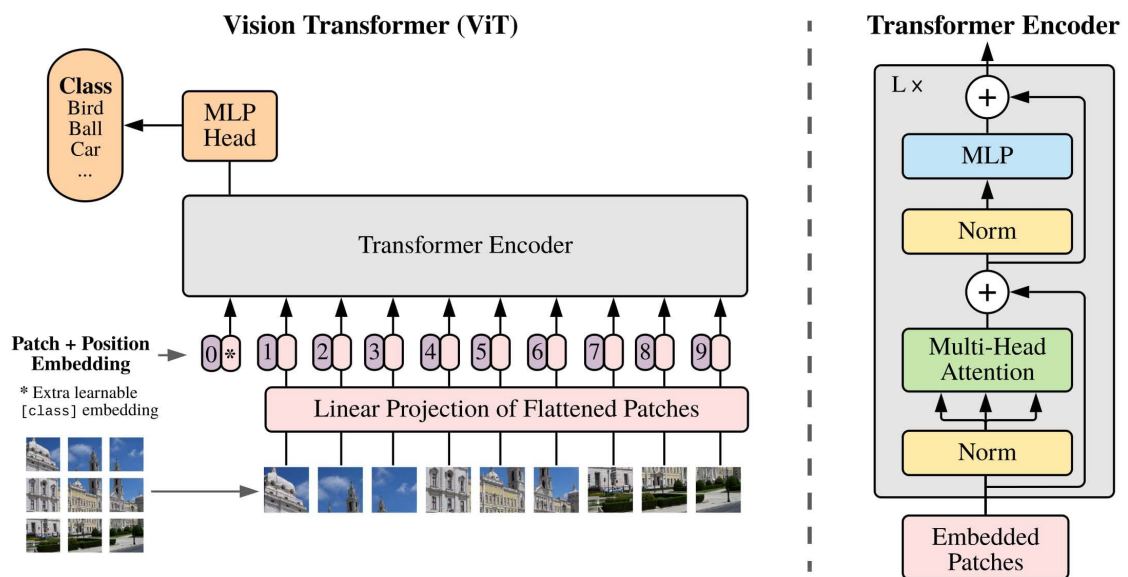 Vision Transformer (ViT)
Class
Bird
Ball
Car
...
MLP
Head
Transformer Encoder
0 * 1 2 3 4 5 6 7 8 9
Patch + Position
Embedding
* Extra learnable
[class] embedding
Linear Projection of Flattened Patches
Transformer Encoder
L ×
+
MLP
Norm
+
Multi-Head
Attention
Norm
Embedded
Patches